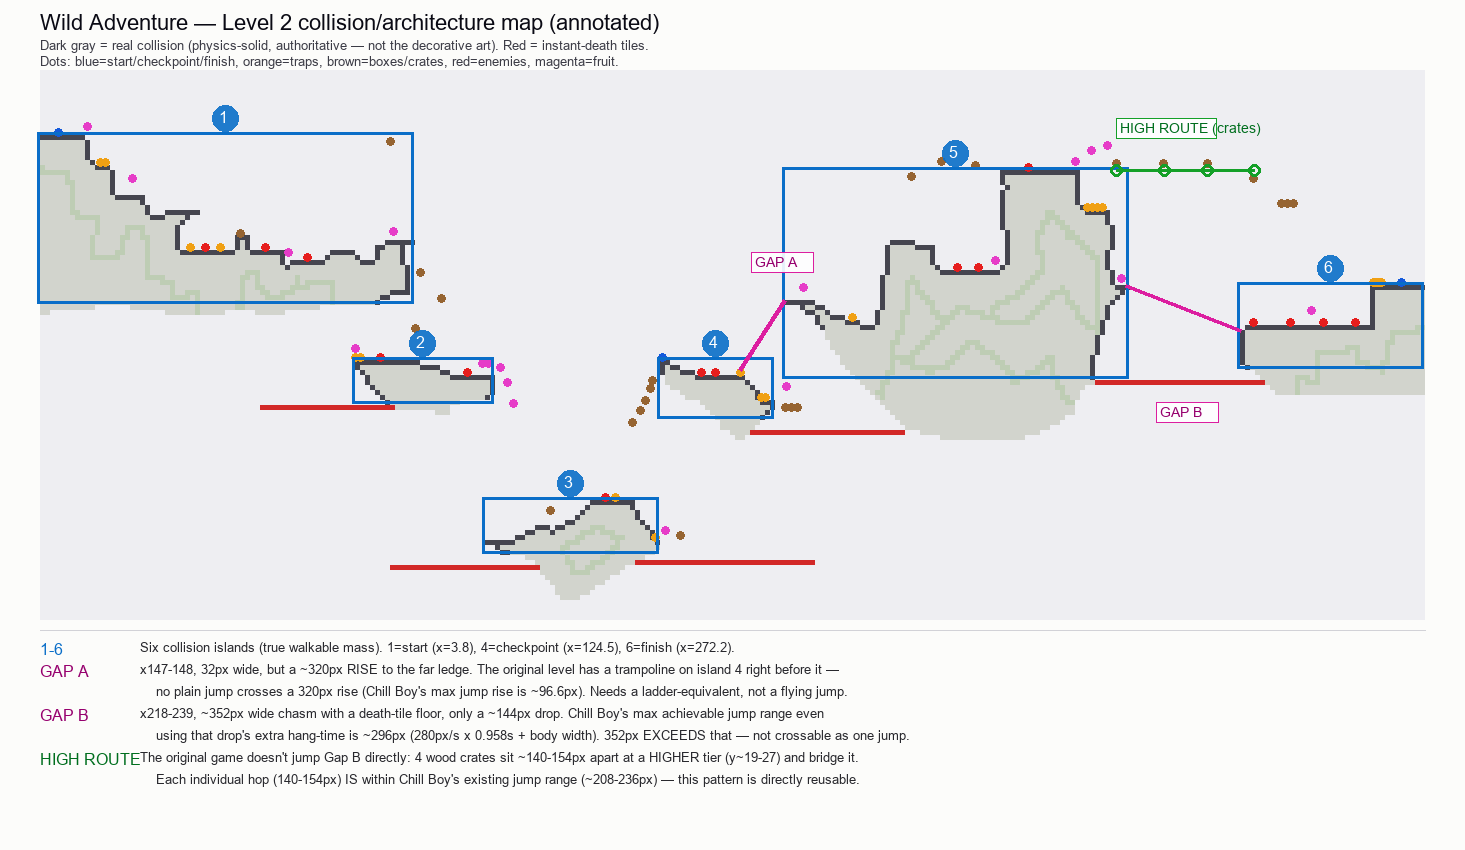 Wild Adventure — Level 2 collision/architecture map (annotated)
Dark gray = real collision (physics-solid, authoritative — not the decorative art). Red = instant-death tiles.
Dots: blue=start/checkpoint/finish, orange=traps, brown=boxes/crates, red=enemies, magenta=fruit.
1
HIGH ROUTE (crates)
5
GAP A
6
2
4
GAP B
3
1-6 Six collision islands (true walkable mass). 1=start (x=3.8), 4=checkpoint (x=124.5), 6=finish (x=272.2).
GAP A x147-148, 32px wide, but a ~320px RISE to the far ledge. The original level has a trampoline on island 4 right before it —
no plain jump crosses a 320px rise (Chill Boy's max jump rise is ~96.6px). Needs a ladder-equivalent, not a flying jump.
GAP B x218-239, ~352px wide chasm with a death-tile floor, only a ~144px drop. Chill Boy's max achievable jump range even
using that drop's extra hang-time is ~296px (280px/s x 0.958s + body width). 352px EXCEEDS that — not crossable as one jump.
HIGH ROUTE The original game doesn't jump Gap B directly: 4 wood crates sit ~140-154px apart at a HIGHER tier (y~19-27) and bridge it.
Each individual hop (140-154px) IS within Chill Boy's existing jump range (~208-236px) — this pattern is directly reusable.